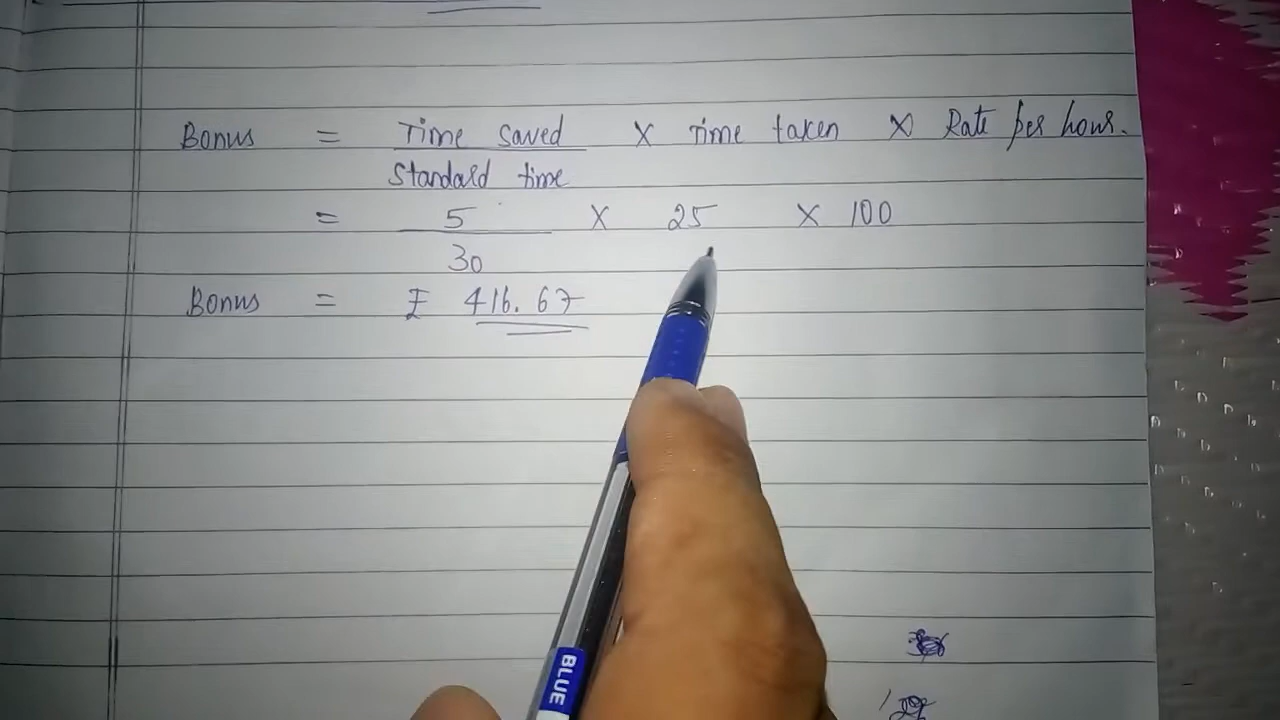 Bonus = Time saved X Time taken X Rate per hour.
Standard time
= 5 X 25 X 100
30
Bonus = ₹ 416.67
BLUE